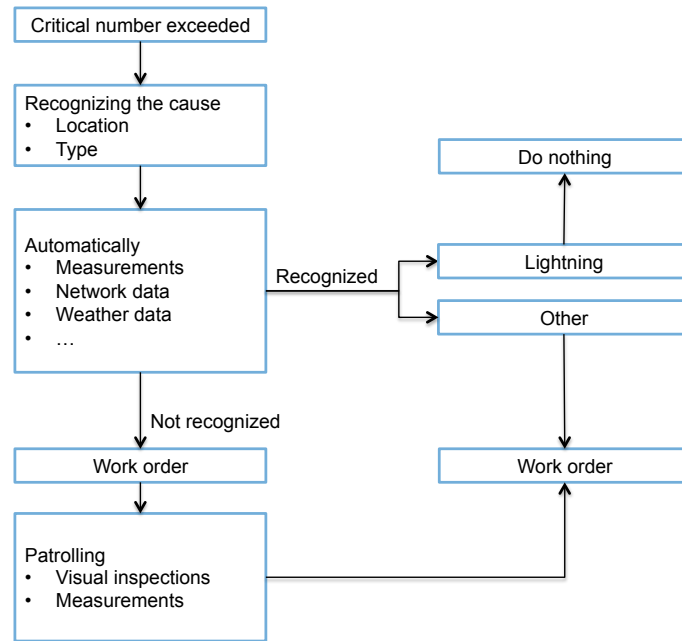 Critical number exceeded
Recognizing the cause
• Location
• Type
Do nothing
Automatically
• Measurements
• Network data
• Weather data
• …
Recognized
Lightning
Other
Not recognized
Work order
Work order
Patrolling
• Visual inspections
• Measurements